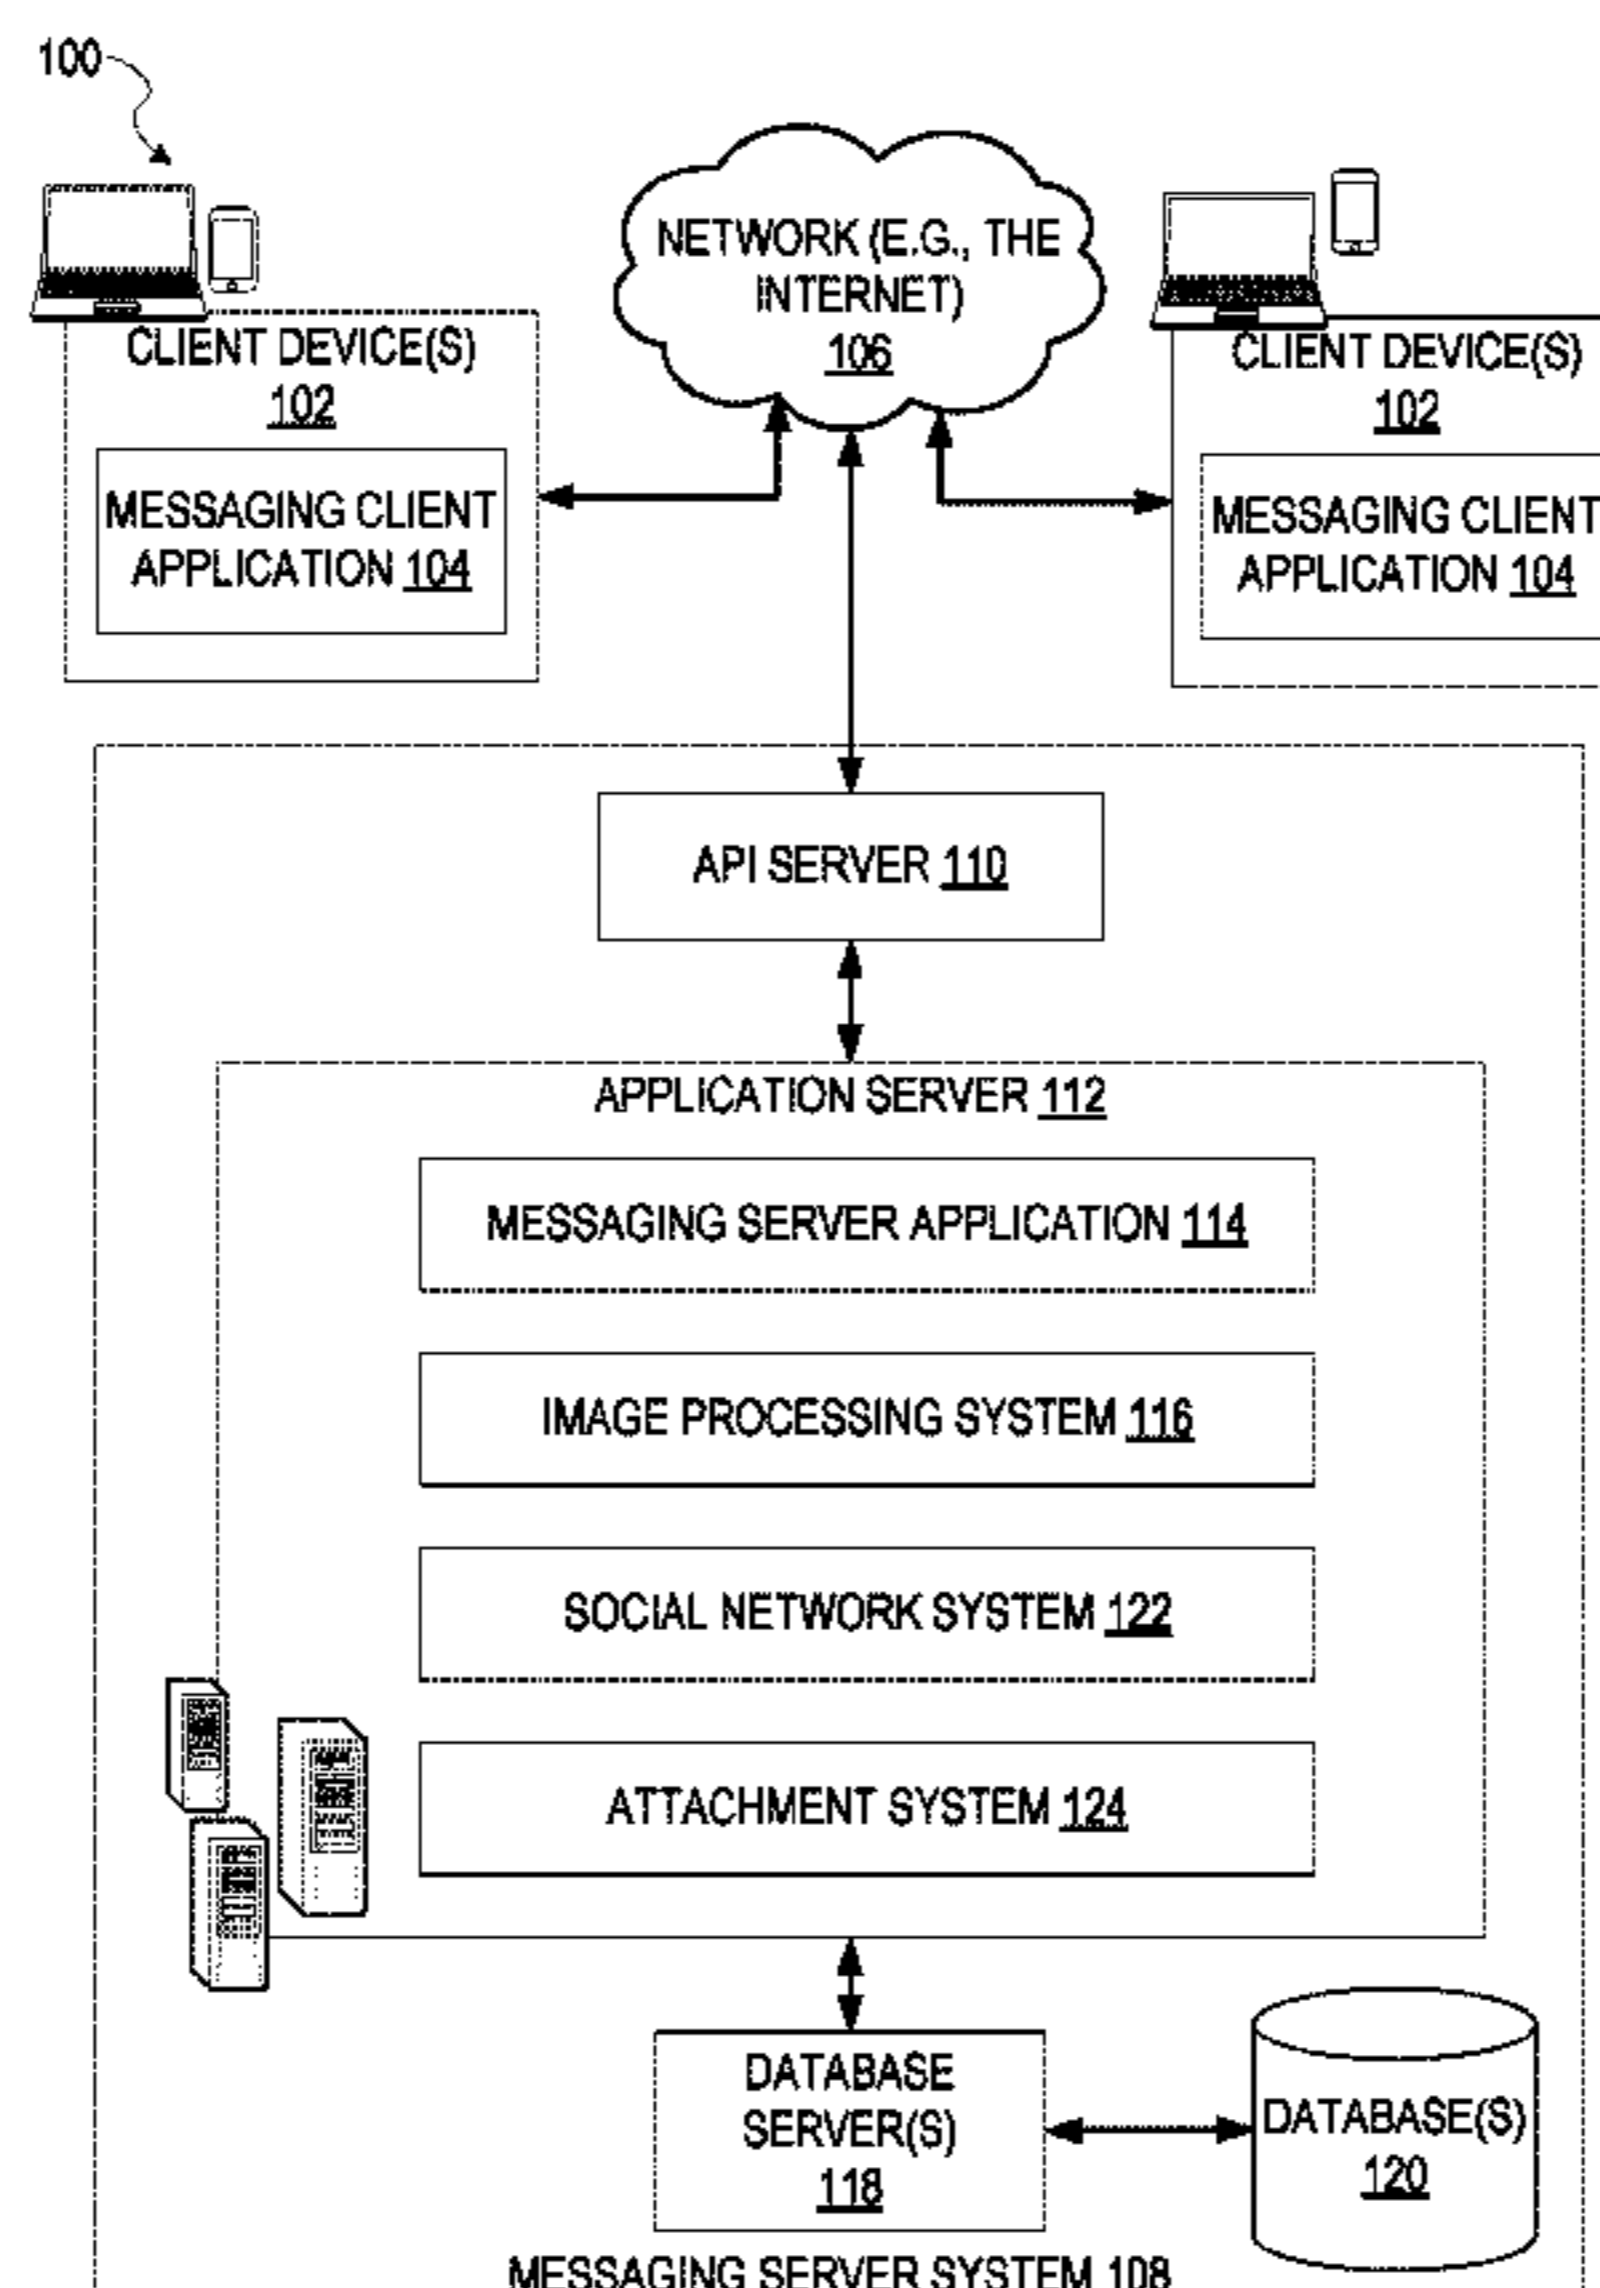 100
NETWORK (E.G., THE
INTERNET)
106
CLIENT DEVICE(S)
102
MESSAGING CLIENT
APPLICATION 104
CLIENT DEVICE(S)
102
MESSAGING CLIENT
APPLICATION 104
API SERVER 110
APPLICATION SERVER 112
MESSAGING SERVER APPLICATION 114
IMAGE PROCESSING SYSTEM 116
SOCIAL NETWORK SYSTEM 122
ATTACHMENT SYSTEM 124
DATABASE
SERVER(S)
118
DATABASE(S)
120
MESSAGING SERVER SYSTEM 108